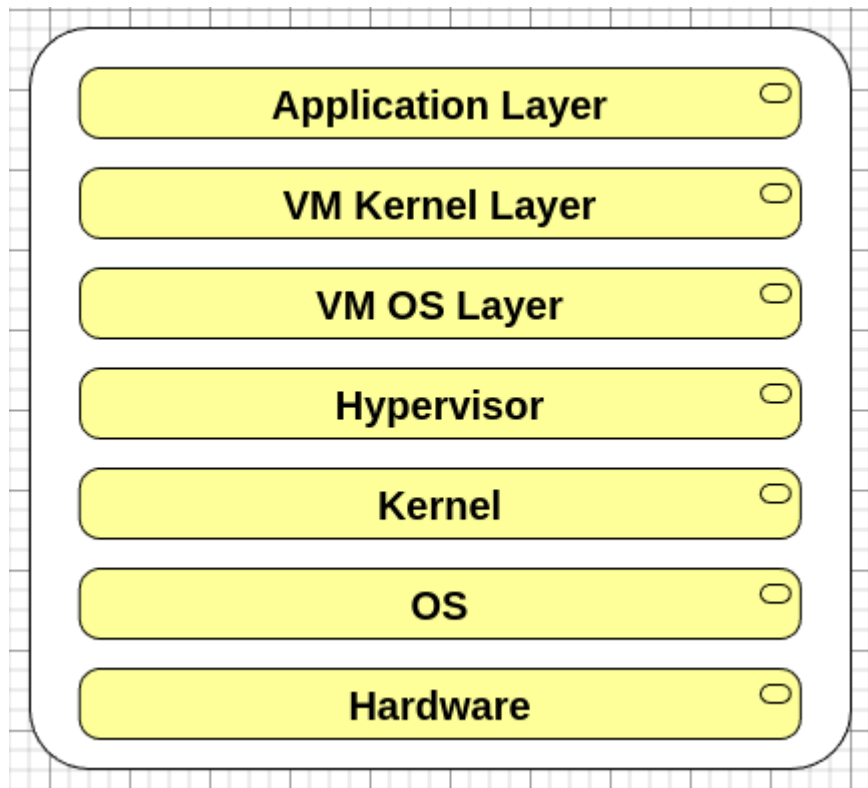 Application Layer
VM Kernel Layer
VM OS Layer
Hypervisor
Kernel
OS
Hardware